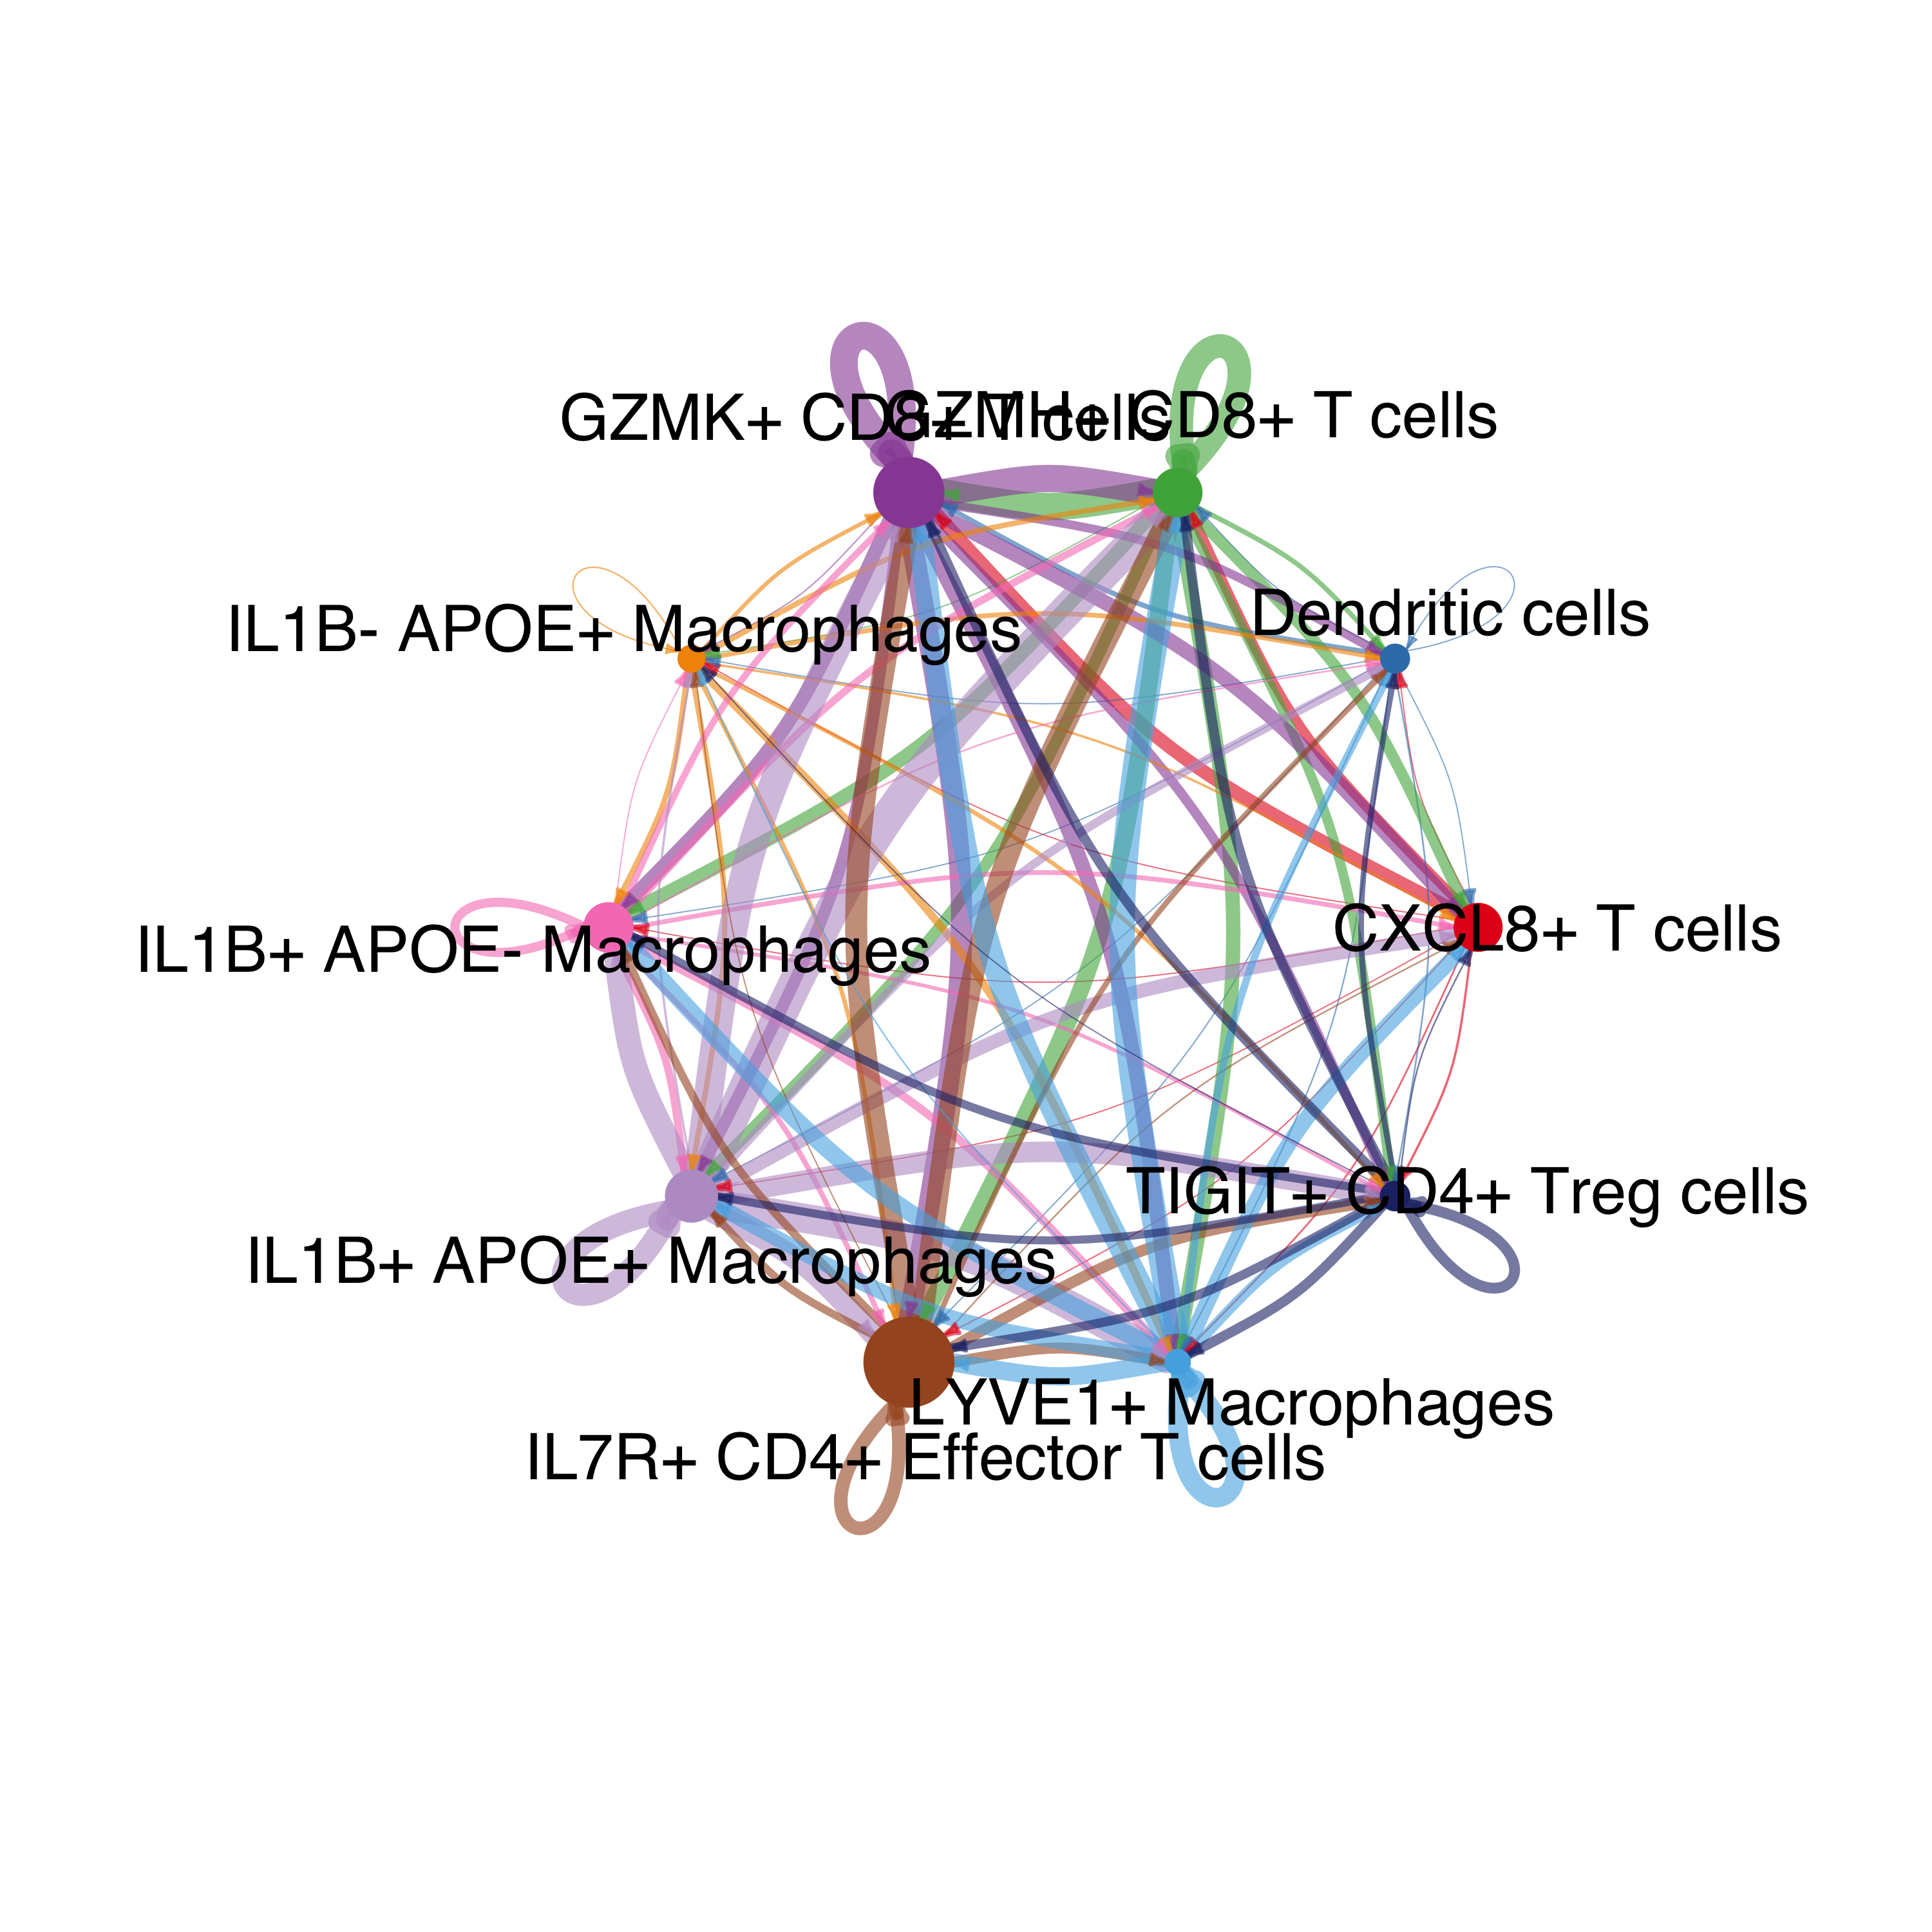 GZMK+ CD8+ T cells
GZMH+ CD8+ T cells
Dendritic cells
IL1B- APOE+ Macrophages
CXCL8+ T cells
IL1B+ APOE- Macrophages
TIGIT+ CD4+ Treg cells
IL1B+ APOE+ Macrophages
LYVE1+ Macrophages
IL7R+ CD4+ Effector T cells